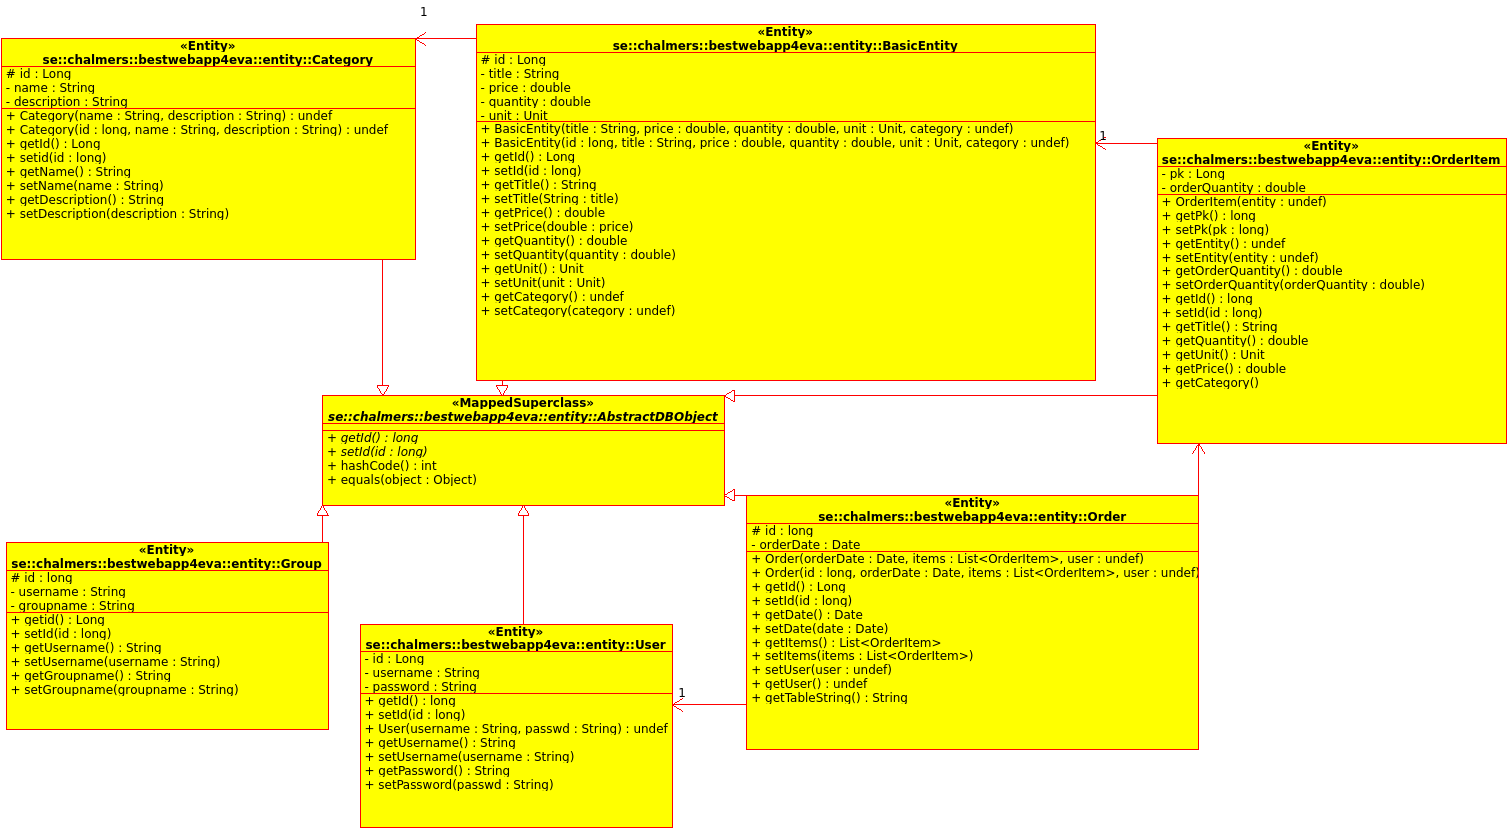 1
«Entity»
se::chalmers::bestwebapp4eva::entity::Category
# id : Long
- name : String
- description : String
+ Category(name : String, description : String) : undef
+ Category(id : long, name : String, description : String) : undef
+ getId() : Long
+ setid(id : long)
+ getName() : String
+ setName(name : String)
+ getDescription() : String
+ setDescription(description : String)
«Entity»
se::chalmers::bestwebapp4eva::entity::BasicEntity
# id : Long
- title : String
- price : double
- quantity : double
- unit : Unit
+ BasicEntity(title : String, price : double, quantity : double, unit : Unit, category : undef)
+ BasicEntity(id : long, title : String, price : double, quantity : double, unit : Unit, category : undef)
+ getId() : Long
+ setId(id : long)
+ getTitle() : String
+ setTitle(String : title)
+ getPrice() : double
+ setPrice(double : price)
+ getQuantity() : double
+ setQuantity(quantity : double)
+ getUnit() : Unit
+ setUnit(unit : Unit)
+ getCategory() : undef
+ setCategory(category : undef)
1
«Entity»
se::chalmers::bestwebapp4eva::entity::OrderItem
- pk : Long
- orderQuantity : double
+ OrderItem(entity : undef)
+ getPk() : long
+ setPk(pk : long)
+ getEntity() : undef
+ setEntity(entity : undef)
+ getOrderQuantity() : double
+ setOrderQuantity(orderQuantity : double)
+ getId() : long
+ setId(id : long)
+ getTitle() : String
+ getQuantity() : double
+ getUnit() : Unit
+ getPrice() : double
+ getCategory()
«MappedSuperclass»
se::chalmers::bestwebapp4eva::entity::AbstractDBObject
+ getId() : long
+ setId(id : long)
+ hashCode() : int
+ equals(object : Object)
«Entity»
se::chalmers::bestwebapp4eva::entity::Group
# id : long
- username : String
- groupname : String
+ getid() : Long
+ setId(id : long)
+ getUsername() : String
+ setUsername(username : String)
+ getGroupname() : String
+ setGroupname(groupname : String)
«Entity»
se::chalmers::bestwebapp4eva::entity::User
- id : Long
- username : String
- password : String
+ getId() : long
+ setId(id : long)
+ User(username : String, passwd : String) : undef
+ getUsername() : String
+ setUsername(username : String)
+ getPassword() : String
+ setPassword(passwd : String)
1
«Entity»
se::chalmers::bestwebapp4eva::entity::Order
# id : long
- orderDate : Date
+ Order(orderDate : Date, items : List<OrderItem>, user : undef)
+ Order(id : long, orderDate : Date, items : List<OrderItem>, user : undef)
+ getId() : Long
+ setId(id : long)
+ getDate() : Date
+ setDate(date : Date)
+ getItems() : List<OrderItem>
+ setItems(items : List<OrderItem>)
+ setUser(user : undef)
+ getUser() : undef
+ getTableString() : String